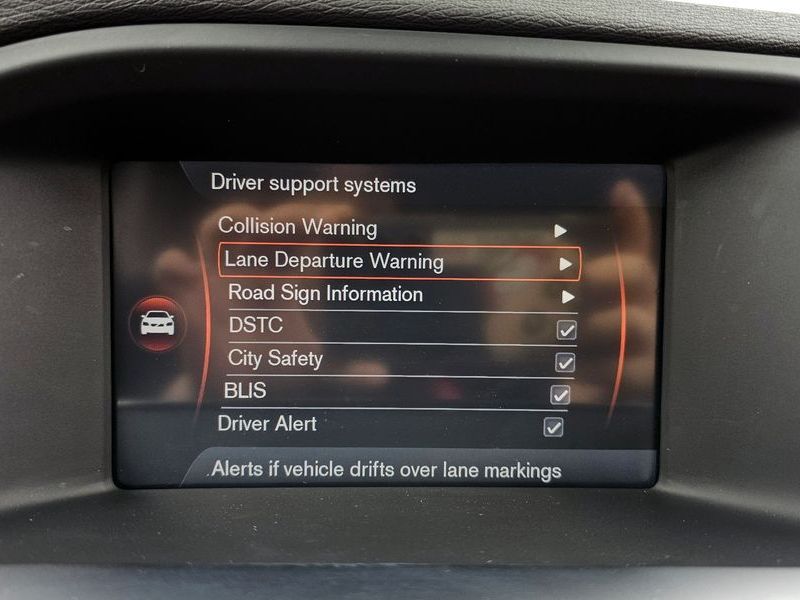 Driver support systems
Collision Warning
Lane Departure Warning
Road Sign Information
DSTC
City Safety
BLIS
Driver Alert
Alerts if vehicle drifts over lane markings